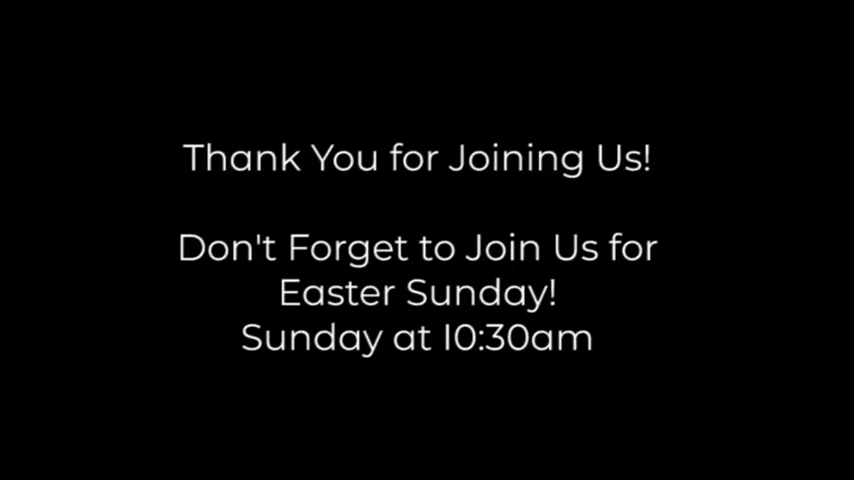 Thank You for Joining Us!
Don't Forget to Join Us for
Easter Sunday!
Sunday at 10:30am